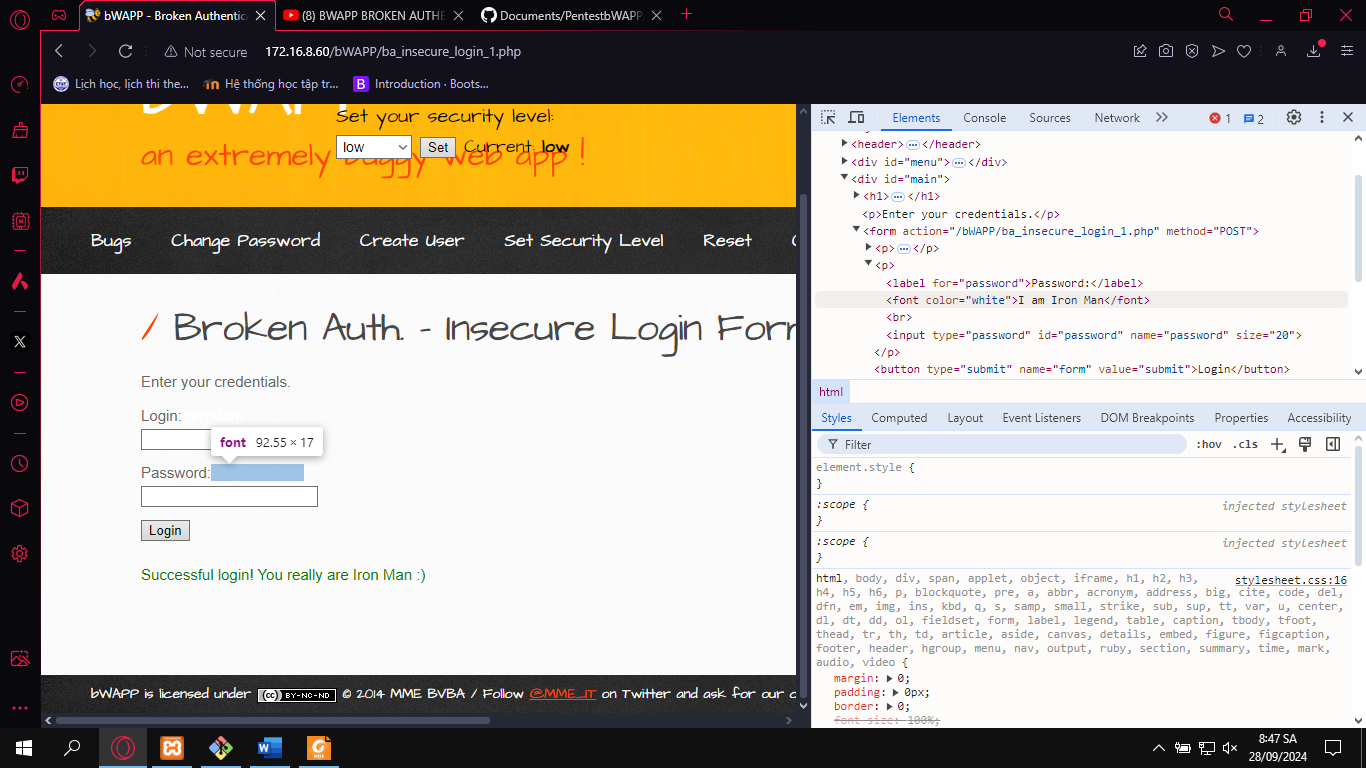 bWAPP - Broken Authentica
(8) BWAPP BROKEN AUTHE
Documents/PentestbWAPP
Not secure
172.16.8.60/bWAPP/ba_insecure_login_1.php
Lịch học, lịch thi the...
Hệ thống học tập tr...
Introduction · Boots...
Set your security level:
low
Set
Current: low
an extremely buggy web app !
Bugs
Change Password
Create User
Set Security Level
Reset
/ Broken Auth. - Insecure Login Forn
Enter your credentials.
Login:
font 92.55 × 17
Password:
Login
Successful login! You really are Iron Man :)
bWAPP is licensed under
BY-NC-ND
© 2014 MME BVBA / Follow @MME_IT on Twitter and ask for our c
Elements
Console
Sources
Network
1
2
<header> ... </header>
<div id="menu"> ... </div>
<div id="main">
<h1> ... </h1>
<p>Enter your credentials.</p>
<form action="/bWAPP/ba_insecure_login_1.php" method="POST">
<p> ... </p>
<p>
<label for="password">Password:</label>
<font color="white">I am Iron Man</font>
<br>
<input type="password" id="password" name="password" size="20">
</p>
<button type="submit" name="form" value="submit">Login</button>
html
Styles
Computed
Layout
Event Listeners
DOM Breakpoints
Properties
Accessibility
Filter
:hov
.cls
element.style {
}
:scope {
injected stylesheet
}
:scope {
injected stylesheet
}
html, body, div, span, applet, object, iframe, h1, h2, h3,
stylesheet.css:16
h4, h5, h6, p, blockquote, pre, a, abbr, acronym, address, big, cite, code, del,
dfn, em, img, ins, kbd, q, s, samp, small, strike, sub, sup, tt, var, u, center,
dl, dt, dd, ol, fieldset, form, label, legend, table, caption, tbody, tfoot,
thead, tr, th, td, article, aside, canvas, details, embed, figure, figcaption,
footer, header, hgroup, menu, nav, output, ruby, section, summary, time, mark,
audio, video {
margin: 0;
padding: 0px;
border: 0;
font-size: 100%;
8:47 SA
28/09/2024